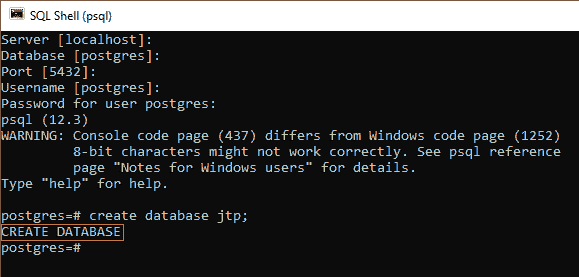 SQL Shell (psql)
Server [localhost]:
Database [postgres]:
Port [5432]:
Username [postgres]:
Password for user postgres:
psql (12.3)
WARNING: Console code page (437) differs from Windows code page (1252)
         8-bit characters might not work correctly. See psql reference
         page "Notes for Windows users" for details.
Type "help" for help.

postgres=# create database jtp;
CREATE DATABASE
postgres=#